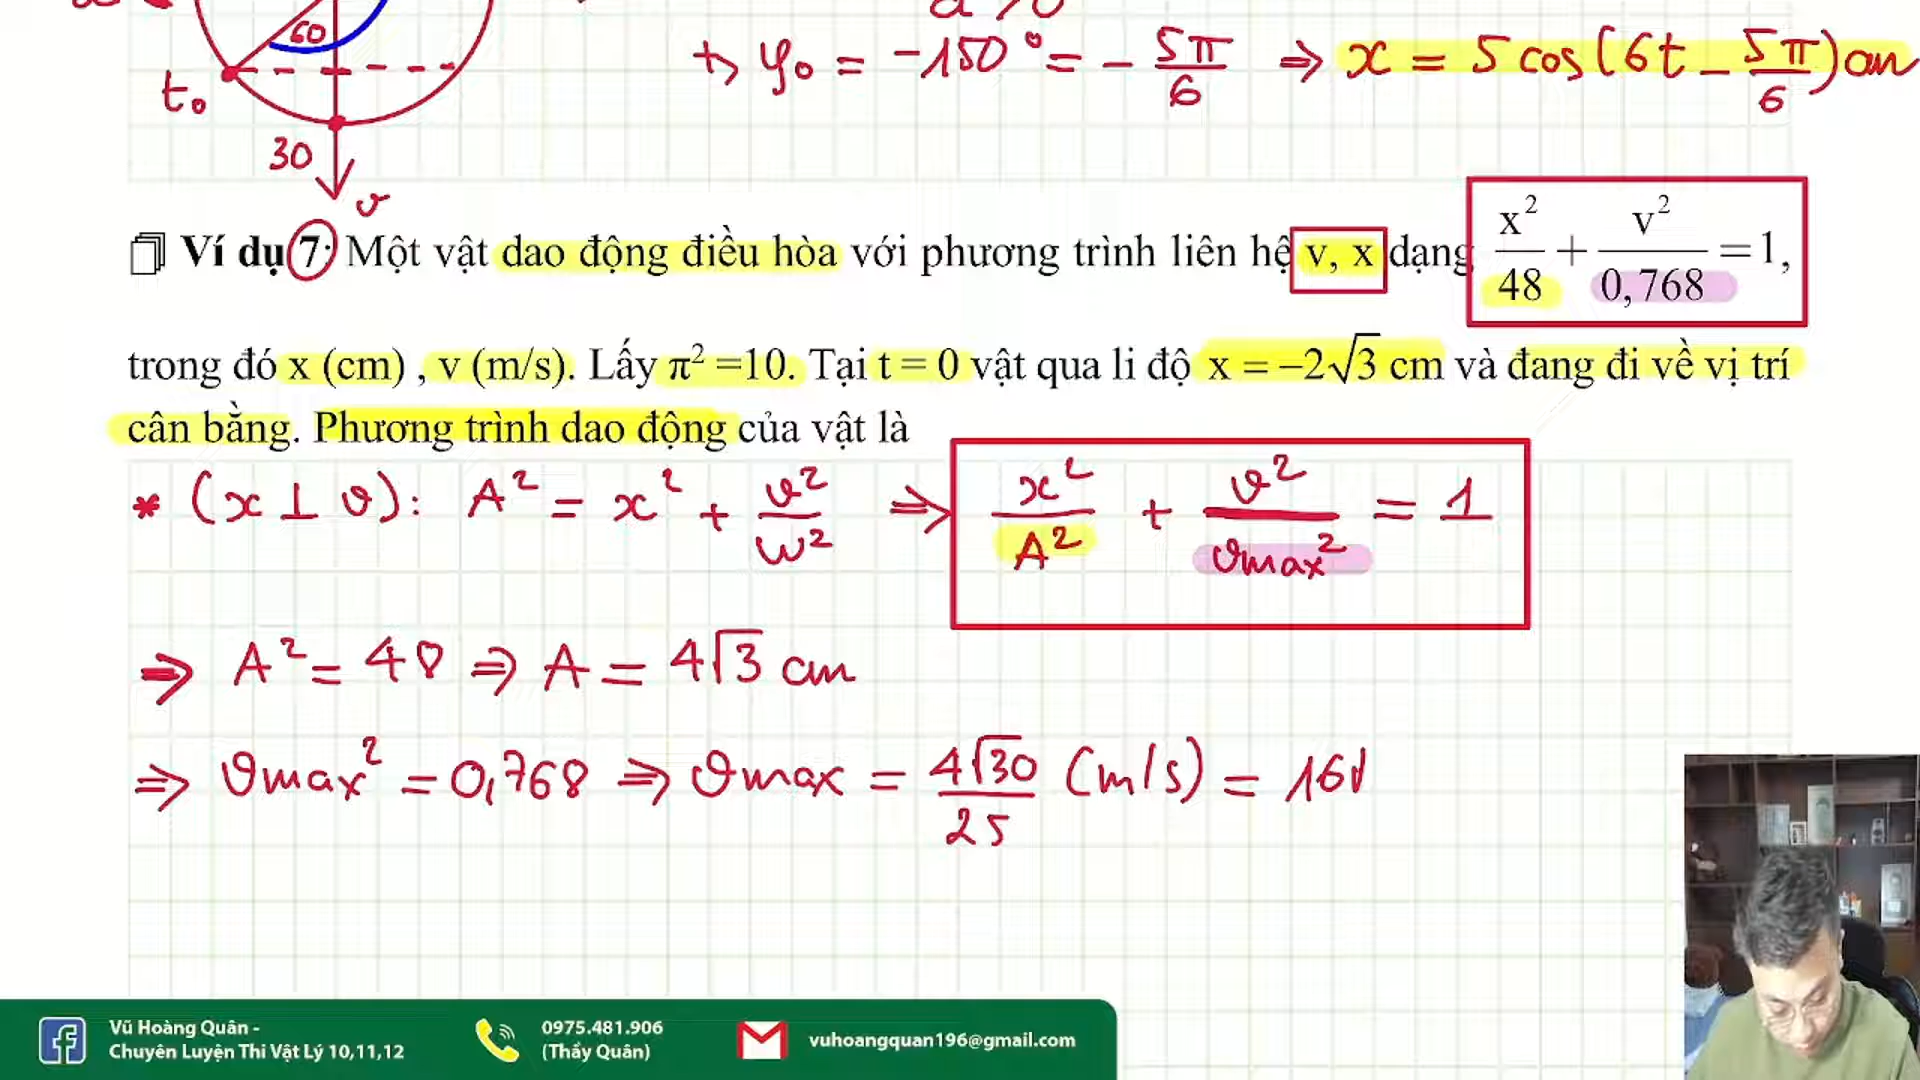 60
t₀
30
v
+> φ₀ = -150° = - 5π/6 => x = 5 cos(6t - 5π/6) cm
Ví dụ 7: Một vật dao động điều hòa với phương trình liên hệ v, x dạng x²/48 + v²/0,768 = 1,
trong đó x (cm) , v (m/s). Lấy π² =10. Tại t = 0 vật qua li độ x = −2√3 cm và đang đi về vị trí
cân bằng. Phương trình dao động của vật là
* (x ⊥ v): A² = x² + v²/ω² => x²/A² + v²/vmax² = 1
=> A² = 48 => A = 4√3 cm
=> vmax² = 0,768 => vmax = 4√30/25 (m/s) = 16√
Vũ Hoàng Quân -
Chuyên Luyện Thi Vật Lý 10,11,12
0975.481.906
(Thầy Quân)
vuhoangquan196@gmail.com